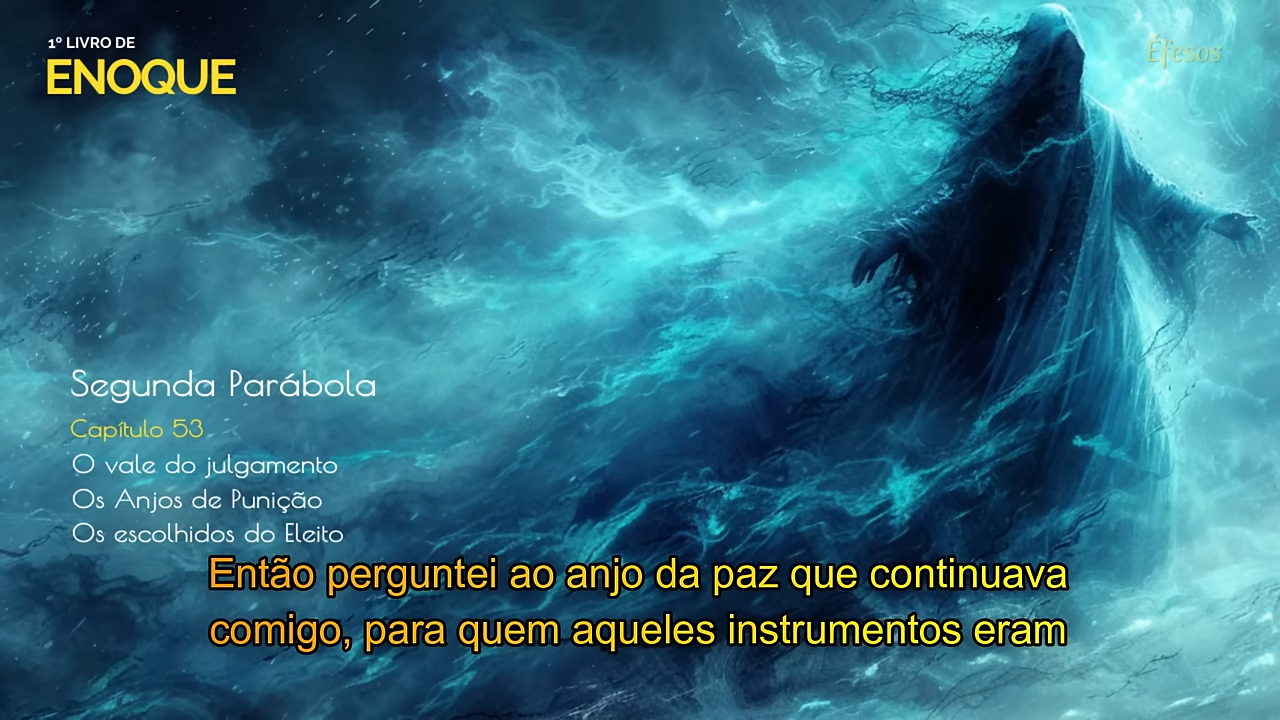 1º LIVRO DE
ENOQUE
Éfesos
Segunda Parábola
Capítulo 53
O vale do julgamento
Os Anjos de Punição
Os escolhidos do Eleito
Então perguntei ao anjo da paz que continuava
comigo, para quem aqueles instrumentos eram